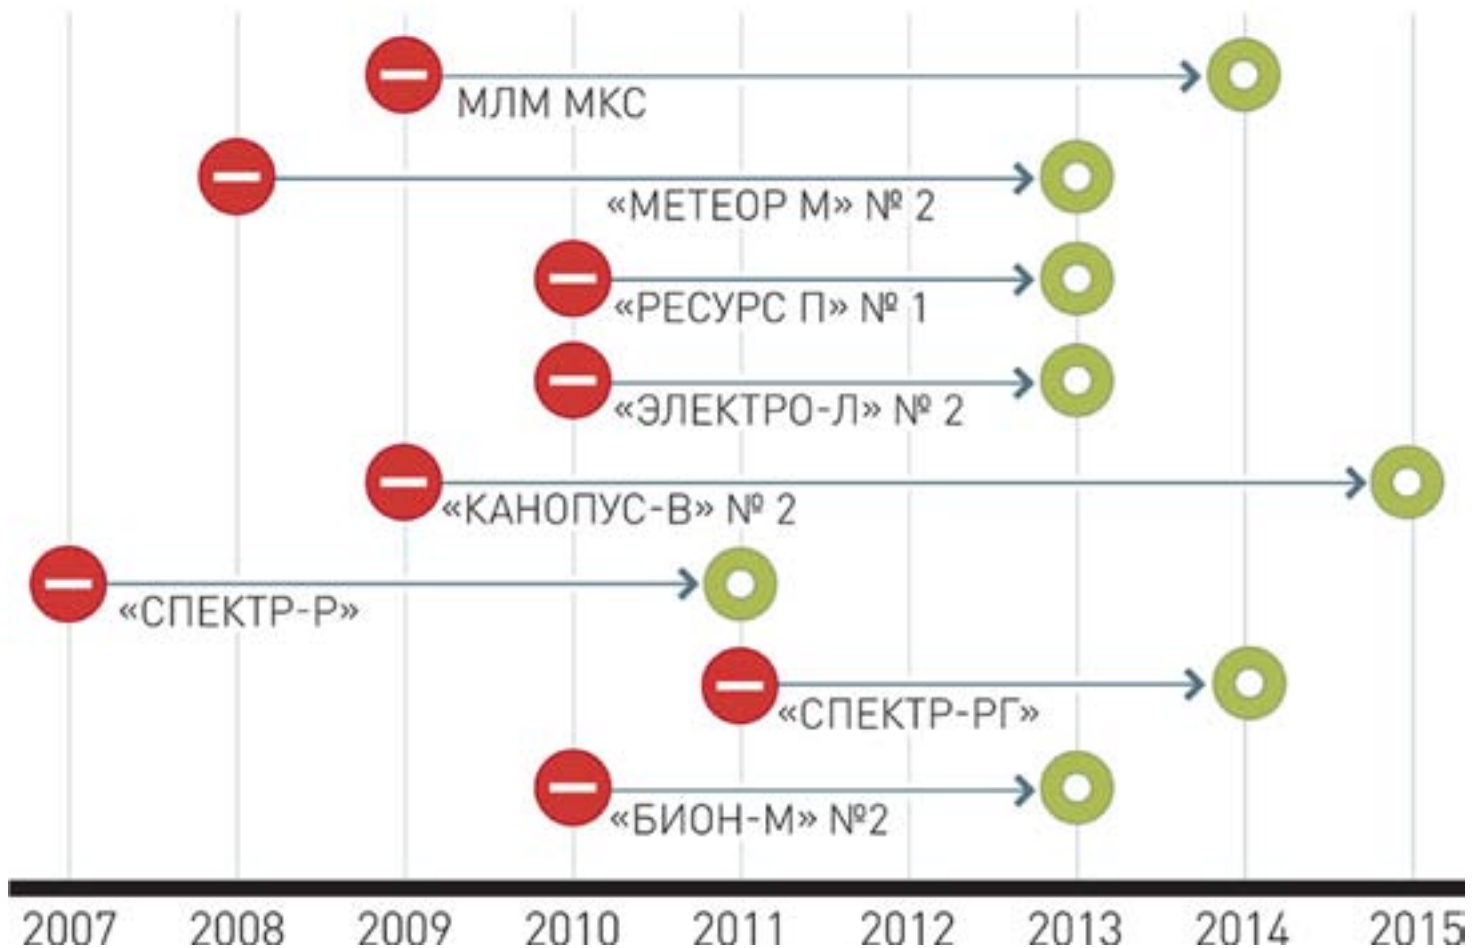 МЛМ МКС
«МЕТЕОР М» № 2
«РЕСУРС П» № 1
«ЭЛЕКТРО-Л» № 2
«КАНОПУС-В» № 2
«СПЕКТР-Р»
«СПЕКТР-РГ»
«БИОН-М» №2
2007 2008 2009 2010 2011 2012 2013 2014 2015